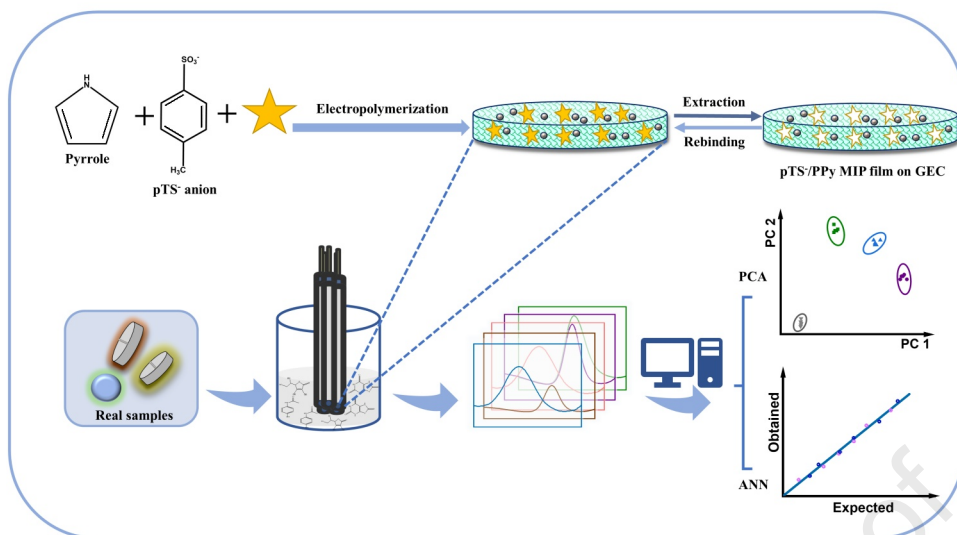 H
N
Pyrrole
+
SO₃⁻
H₃C
pTS⁻ anion
+
Electropolymerization
Extraction
Rebinding
pTS⁻/PPy MIP film on GEC
Real samples
PCA
PC 2
PC 1
ANN
Obtained
Expected
of